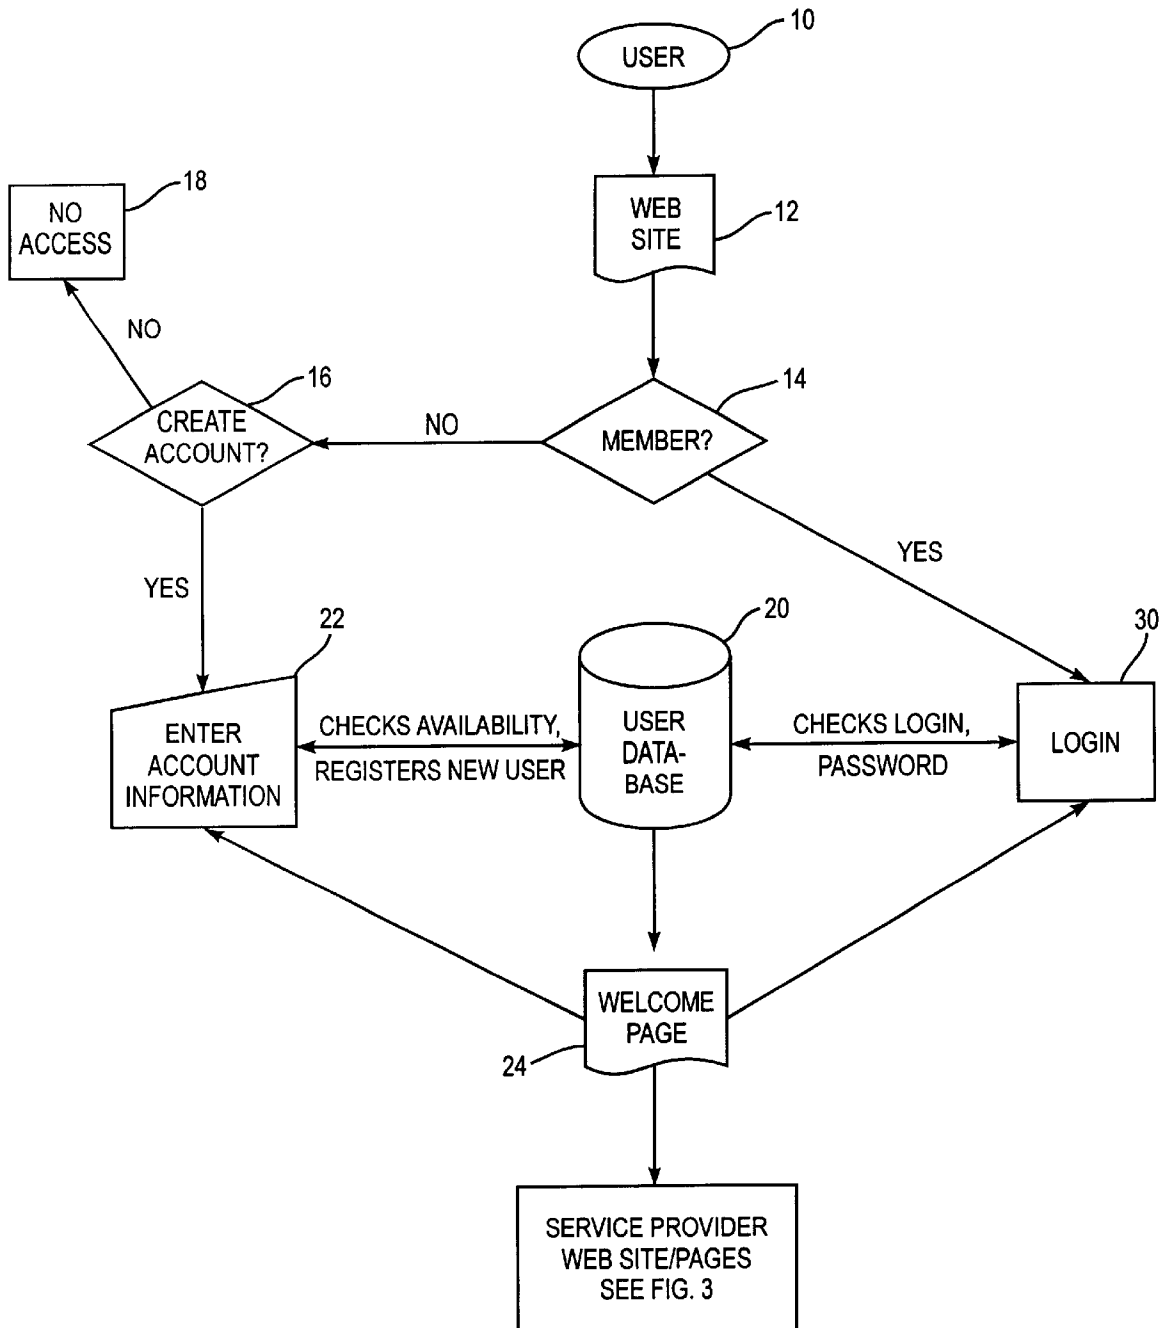 10
USER
18
NO
ACCESS
WEB
SITE
12
NO
16
14
CREATE
ACCOUNT?
NO
MEMBER?
YES
YES
22
20
30
ENTER
ACCOUNT
INFORMATION
CHECKS AVAILABILITY,
REGISTERS NEW USER
USER
DATA-
BASE
CHECKS LOGIN,
PASSWORD
LOGIN
WELCOME
PAGE
24
SERVICE PROVIDER
WEB SITE/PAGES
SEE FIG. 3